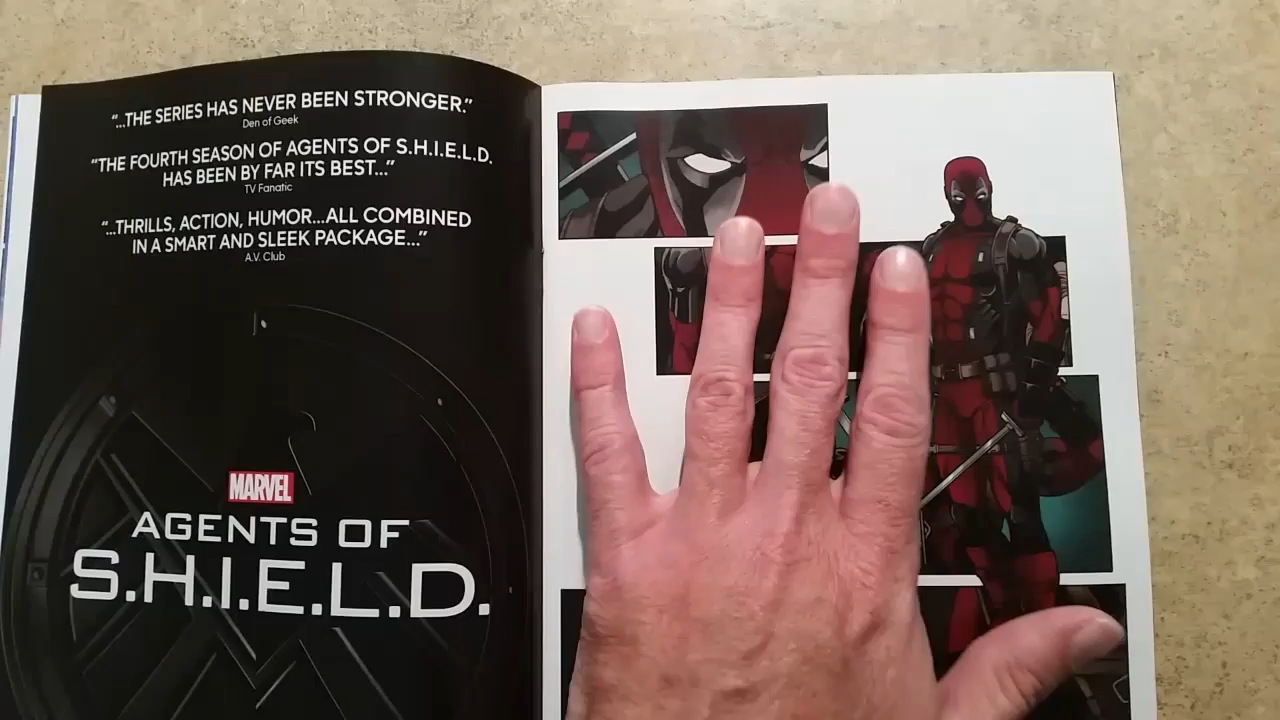 "...THE SERIES HAS NEVER BEEN STRONGER."
Den of Geek
"THE FOURTH SEASON OF AGENTS OF S.H.I.E.L.D.
HAS BEEN BY FAR ITS BEST..."
TV Fanatic
"...THRILLS, ACTION, HUMOR...ALL COMBINED
IN A SMART AND SLEEK PACKAGE..."
A.V. Club
MARVEL
AGENTS OF
S.H.I.E.L.D.